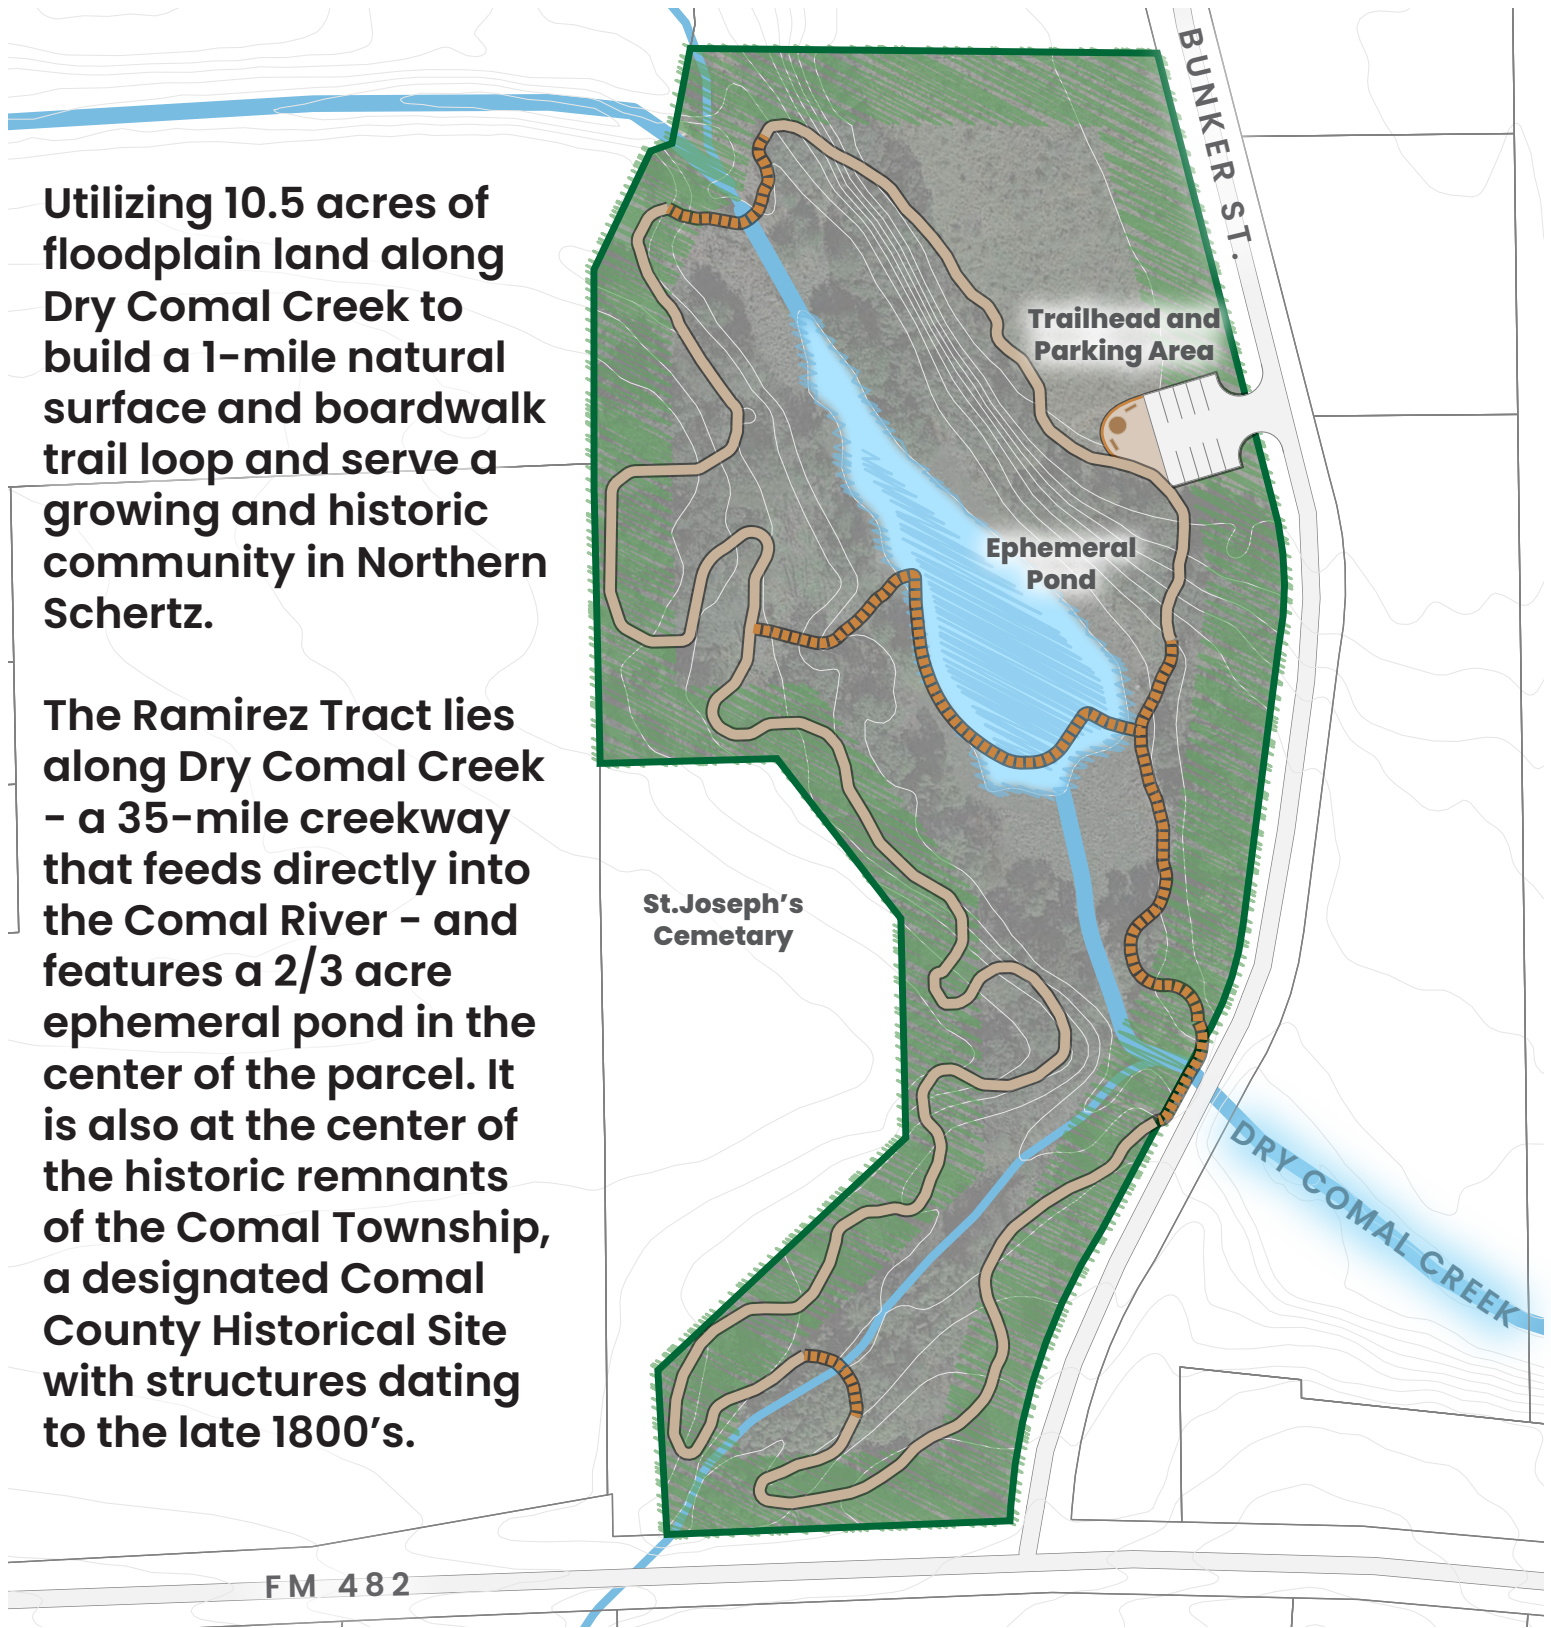 Utilizing 10.5 acres of
floodplain land along
Dry Comal Creek to
build a 1-mile natural
surface and boardwalk
trail loop and serve a
growing and historic
community in Northern
Schertz.
The Ramirez Tract lies
along Dry Comal Creek
- a 35-mile creekway
that feeds directly into
the Comal River - and
features a 2/3 acre
ephemeral pond in the
center of the parcel. It
is also at the center of
the historic remnants
of the Comal Township,
a designated Comal
County Historical Site
with structures dating
to the late 1800's.
BUNKER ST.
Trailhead and
Parking Area
Ephemeral
Pond
St.Joseph's
Cemetary
DRY COMAL CREEK
FM 482